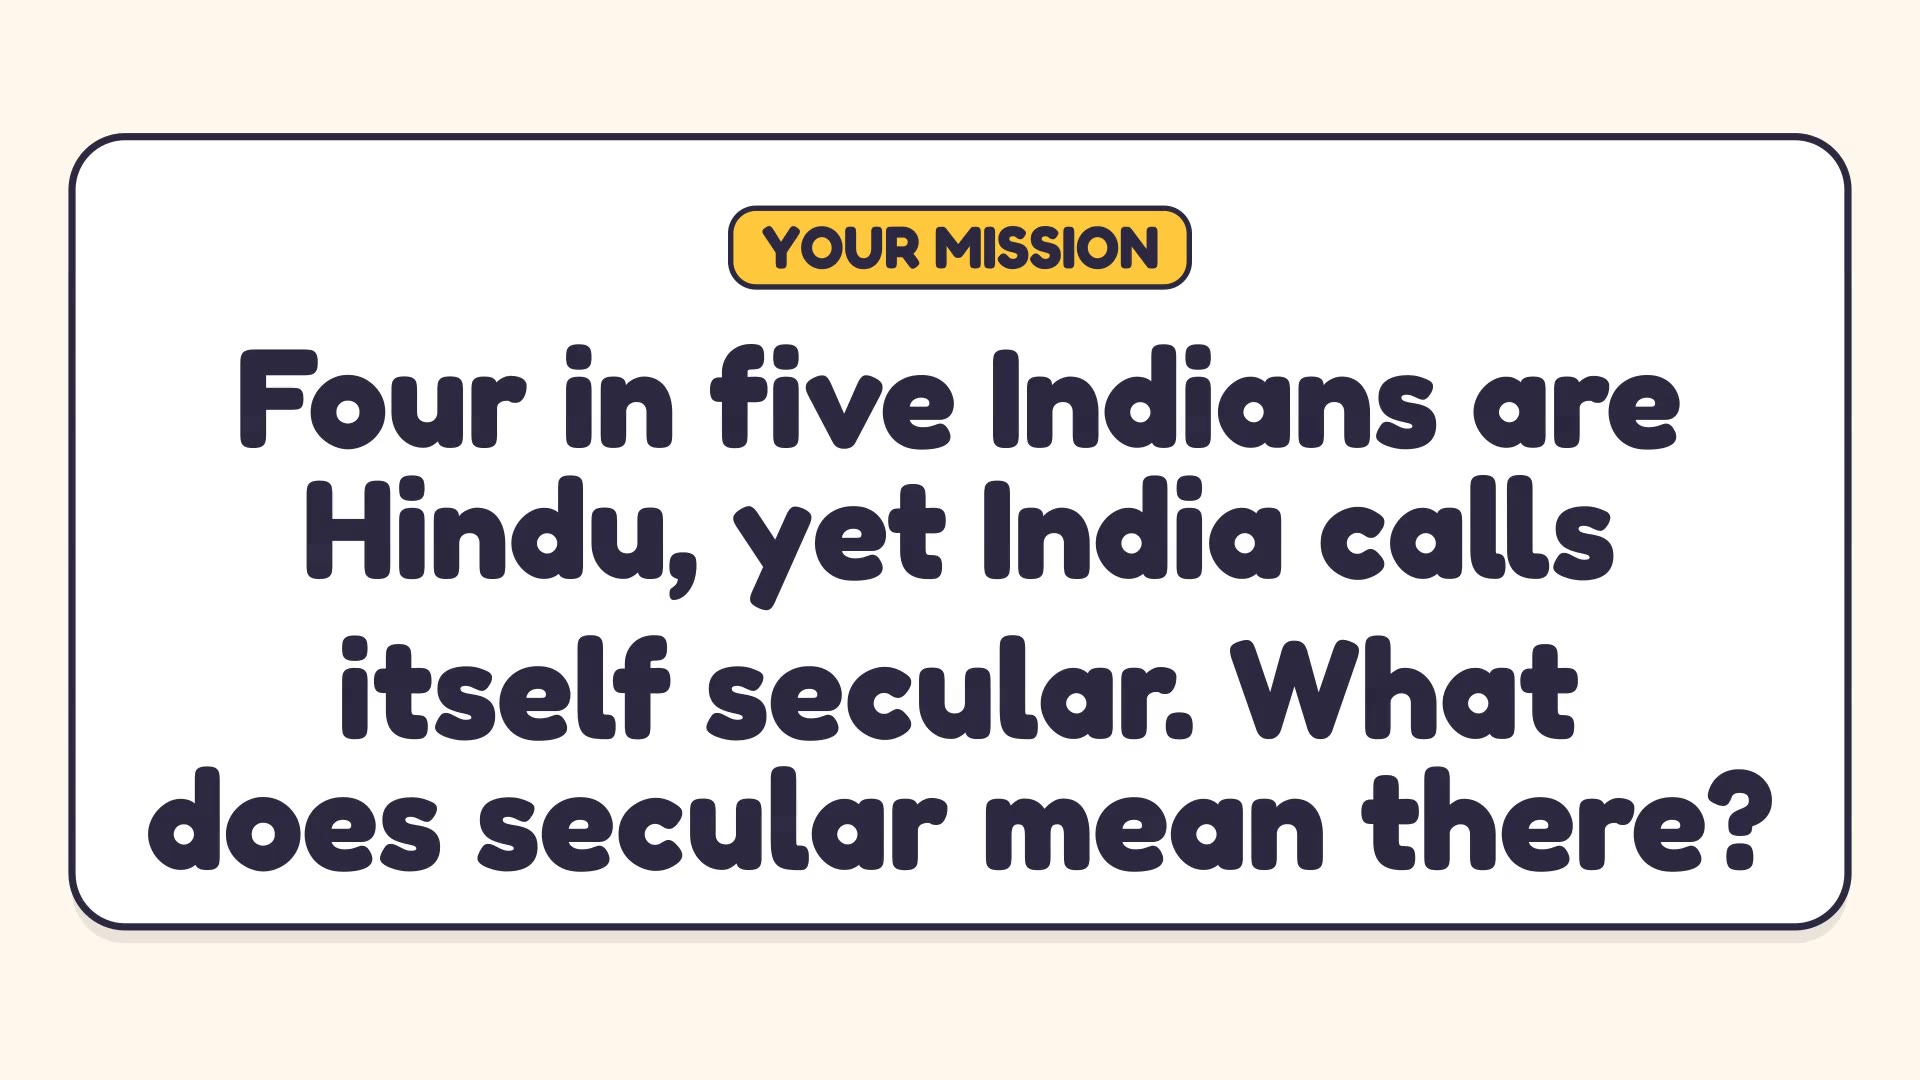 YOUR MISSION
Four in five Indians are
Hindu, yet India calls
itself secular. What
does secular mean there?